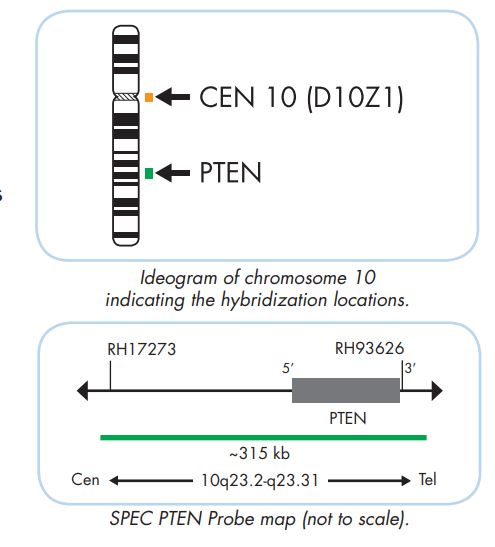 s
CEN 10 (D10Z1)
PTEN
Ideogram of chromosome 10
indicating the hybridization locations.
RH17273
RH93626
5’
3’
PTEN
~315 kb
Cen 10q23.2-q23.31 Tel
SPEC PTEN Probe map (not to scale).